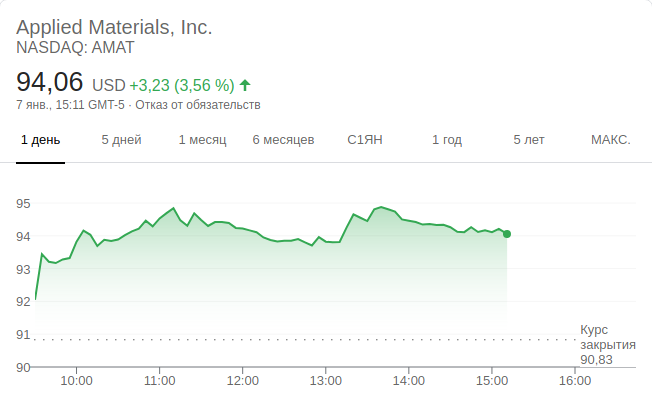 Applied Materials, Inc.
NASDAQ: AMAT
94,06 USD +3,23 (3,56 %) ↑
7 янв., 15:11 GMT-5 · Отказ от обязательств
1 день 5 дней 1 месяц 6 месяцев С1ЯН 1 год 5 лет МАКС.
95
94
93
92
91
90
Курс
закрытия
90,83
10:00 11:00 12:00 13:00 14:00 15:00 16:00